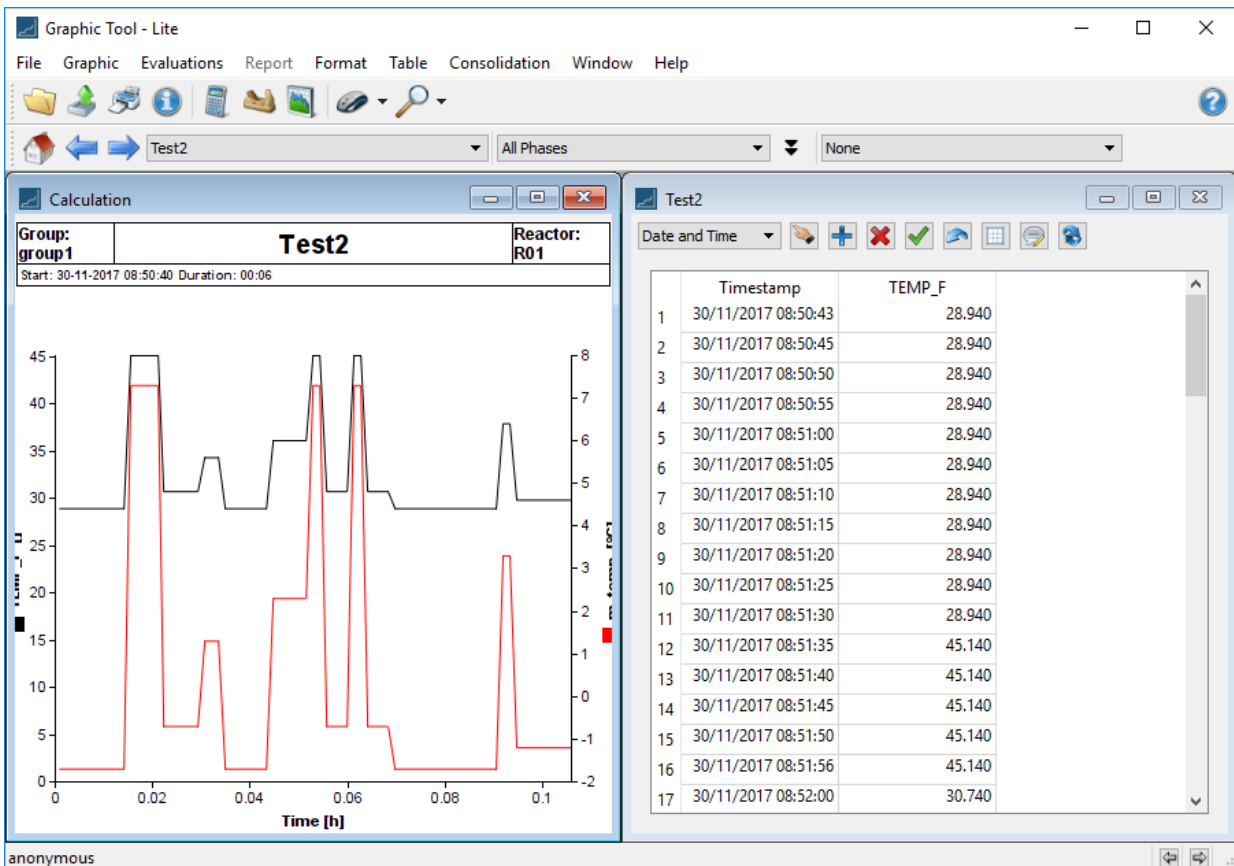 Graphic Tool - Lite
File Graphic Evaluations Report Format Table Consolidation Window Help
Test2 All Phases None
Calculation
Group:
group1
Test2
Reactor:
R01
Start: 30-11-2017 08:50:40 Duration: 00:06
45
40
35
30
25
20
15
10
5
0
8
7
6
5
4
3
2
1
0
-1
-2
0 0.02 0.04 0.06 0.08 0.1
Time [h]
Test2
Date and Time
Timestamp TEMP_F
1 30/11/2017 08:50:43 28.940
2 30/11/2017 08:50:45 28.940
3 30/11/2017 08:50:50 28.940
4 30/11/2017 08:50:55 28.940
5 30/11/2017 08:51:00 28.940
6 30/11/2017 08:51:05 28.940
7 30/11/2017 08:51:10 28.940
8 30/11/2017 08:51:15 28.940
9 30/11/2017 08:51:20 28.940
10 30/11/2017 08:51:25 28.940
11 30/11/2017 08:51:30 28.940
12 30/11/2017 08:51:35 45.140
13 30/11/2017 08:51:40 45.140
14 30/11/2017 08:51:45 45.140
15 30/11/2017 08:51:50 45.140
16 30/11/2017 08:51:56 45.140
17 30/11/2017 08:52:00 30.740
anonymous